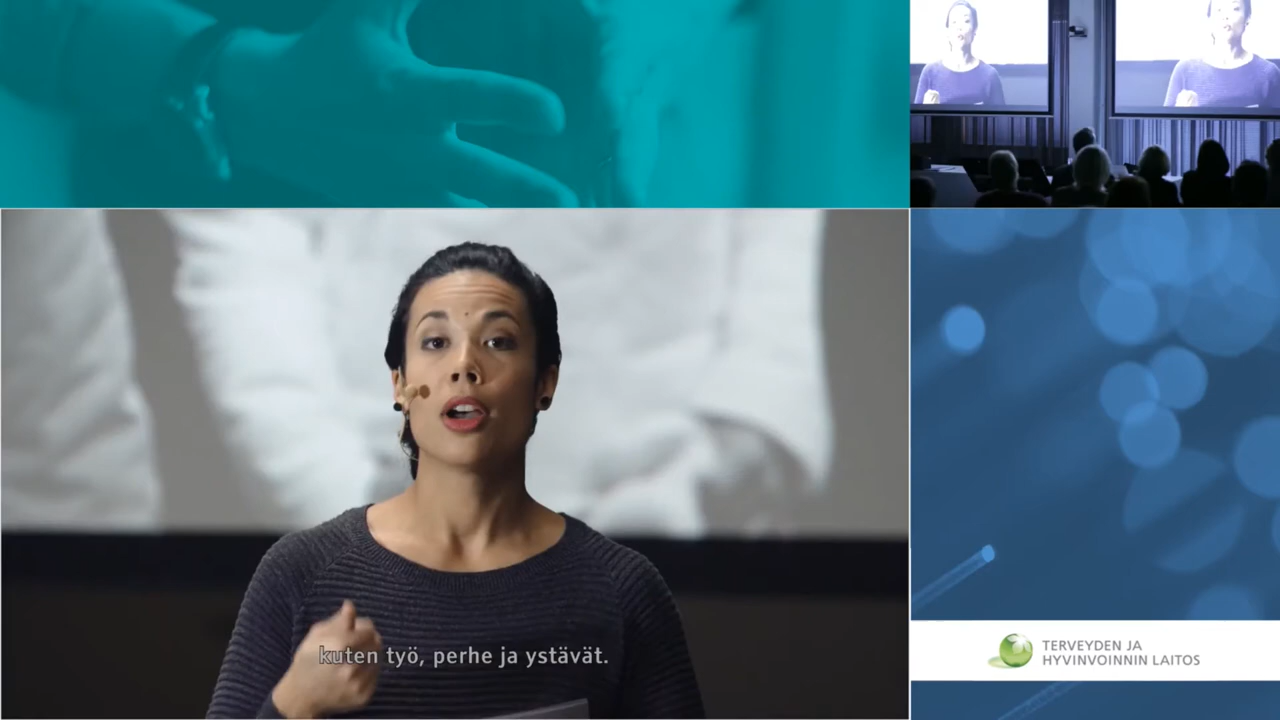 kuten työ, perhe ja ystävät.
TERVEYDEN JA
HYVINVOINNIN LAITOS